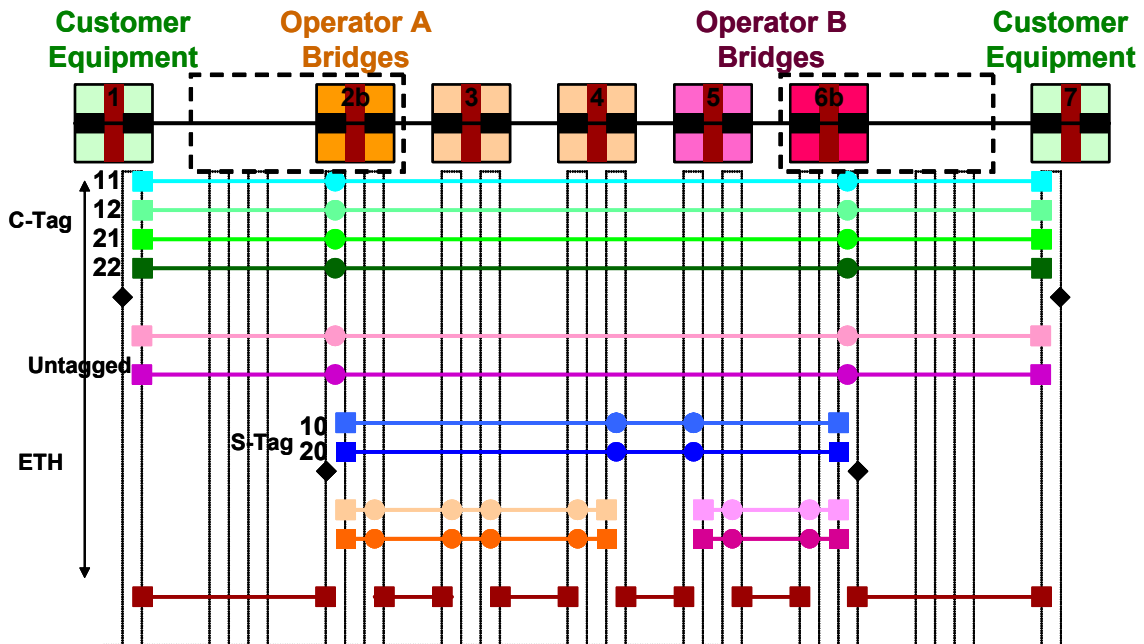 Customer
Equipment
Operator A
Bridges
Operator B
Bridges
Customer
Equipment
1
2b
3
4
5
6b
7
11
C-Tag
12
21
22
Untagged
10
S-Tag
20
ETH